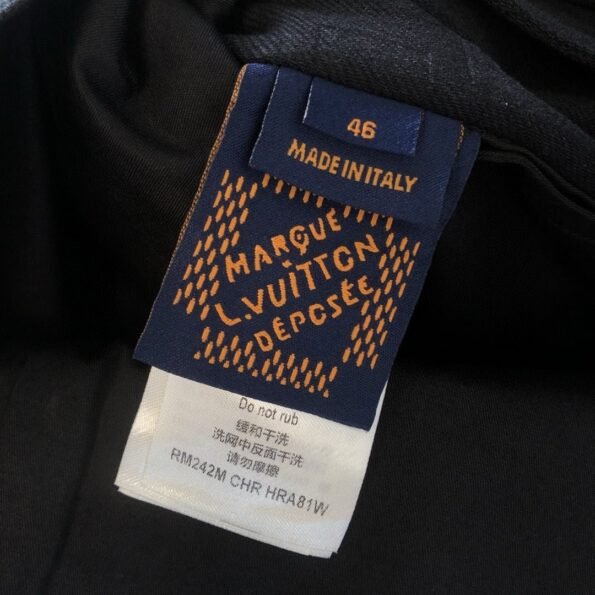 46
MADE IN ITALY
MARQUE
L.VUITTON
DÉPOSÉE
Do not rub
缓和干洗
洗网中反面干洗
请勿摩擦
RM242M CHR HRA81W